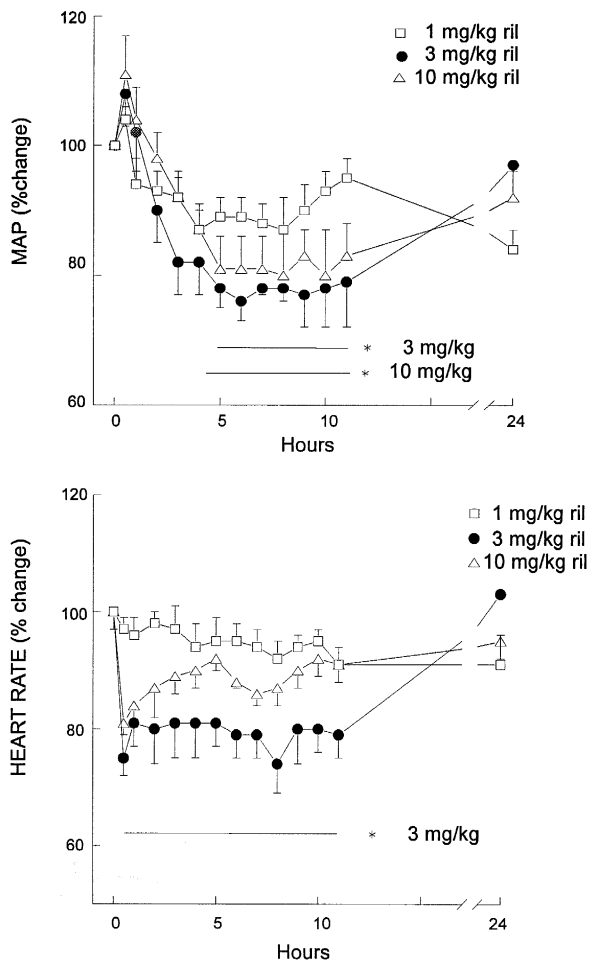 120
100
80
60
MAP (%change)
1 mg/kg ril
3 mg/kg ril
10 mg/kg ril
* 3 mg/kg
* 10 mg/kg
0 5 10 24
Hours
120
100
80
60
HEART RATE (% change)
1 mg/kg ril
3 mg/kg ril
10 mg/kg ril
* 3 mg/kg
0 5 10 24
Hours